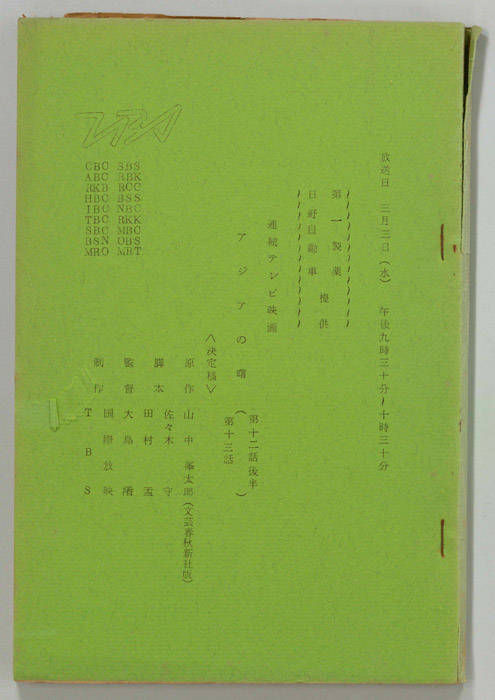 放送日 三月三日(水) 午後九時三十分~十時三十分
第一製薬
日野自動車
提供
連続テレビ映画
アジアの曙
(第十二話後半
第十三話)
<決定稿>
原作 山中峯太郎(文芸春秋新社版)
脚本 佐々木守
田村孟
監督 大島渚
制作 国際放映
TBS
CBC SBS
ABC RBK
RKB RCC
HBC BSS
IBC NBC
TBC RKK
SBC MBC
BSN OBS
MRO MRT